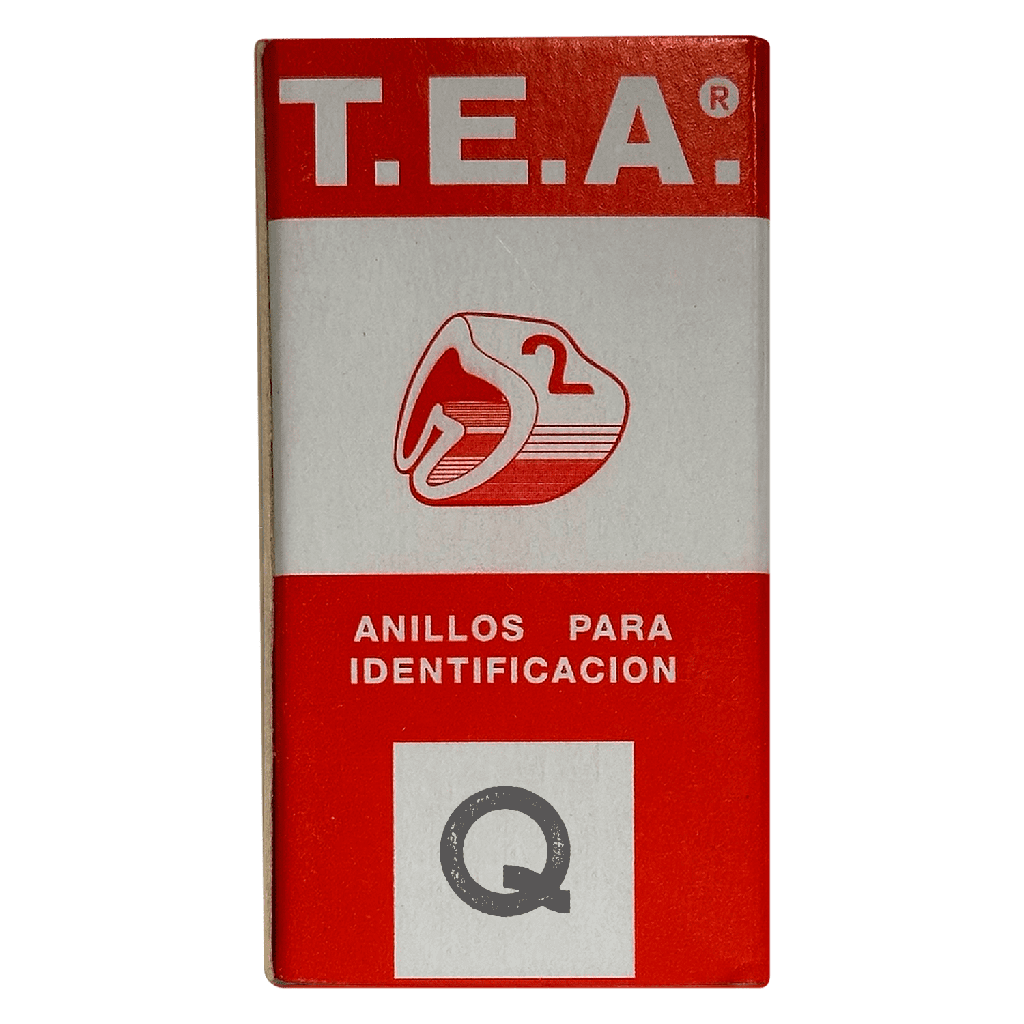 T.E.A.®
2
ANILLOS PARA
IDENTIFICACION
Q